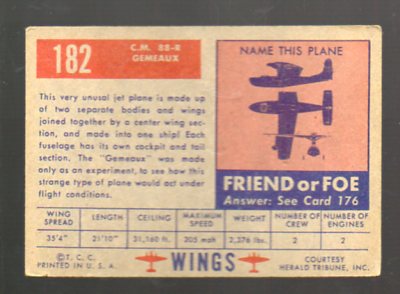 182
C.M. 88-R
GEMEAUX
This very unusual jet plane is made up
of two separate bodies and wings
joined together by a center wing sec-
tion, and made into one ship! Each
fuselage has its own cockpit and tail
section. The "Gemeaux" was made
only as an experiment, to see how this
strange type of plane would act under
flight conditions.
NAME THIS PLANE
FRIEND or FOE
Answer: See Card 176
WING SPREAD LENGTH CEILING MAXIMUM SPEED WEIGHT NUMBER OF CREW NUMBER OF ENGINES
35'4" 21'10" 31,160 ft. 305 mph 2,376 lbs. 2 2
© T. C. C.
PRINTED IN U. S. A.
WINGS
COURTESY
HERALD TRIBUNE, INC.